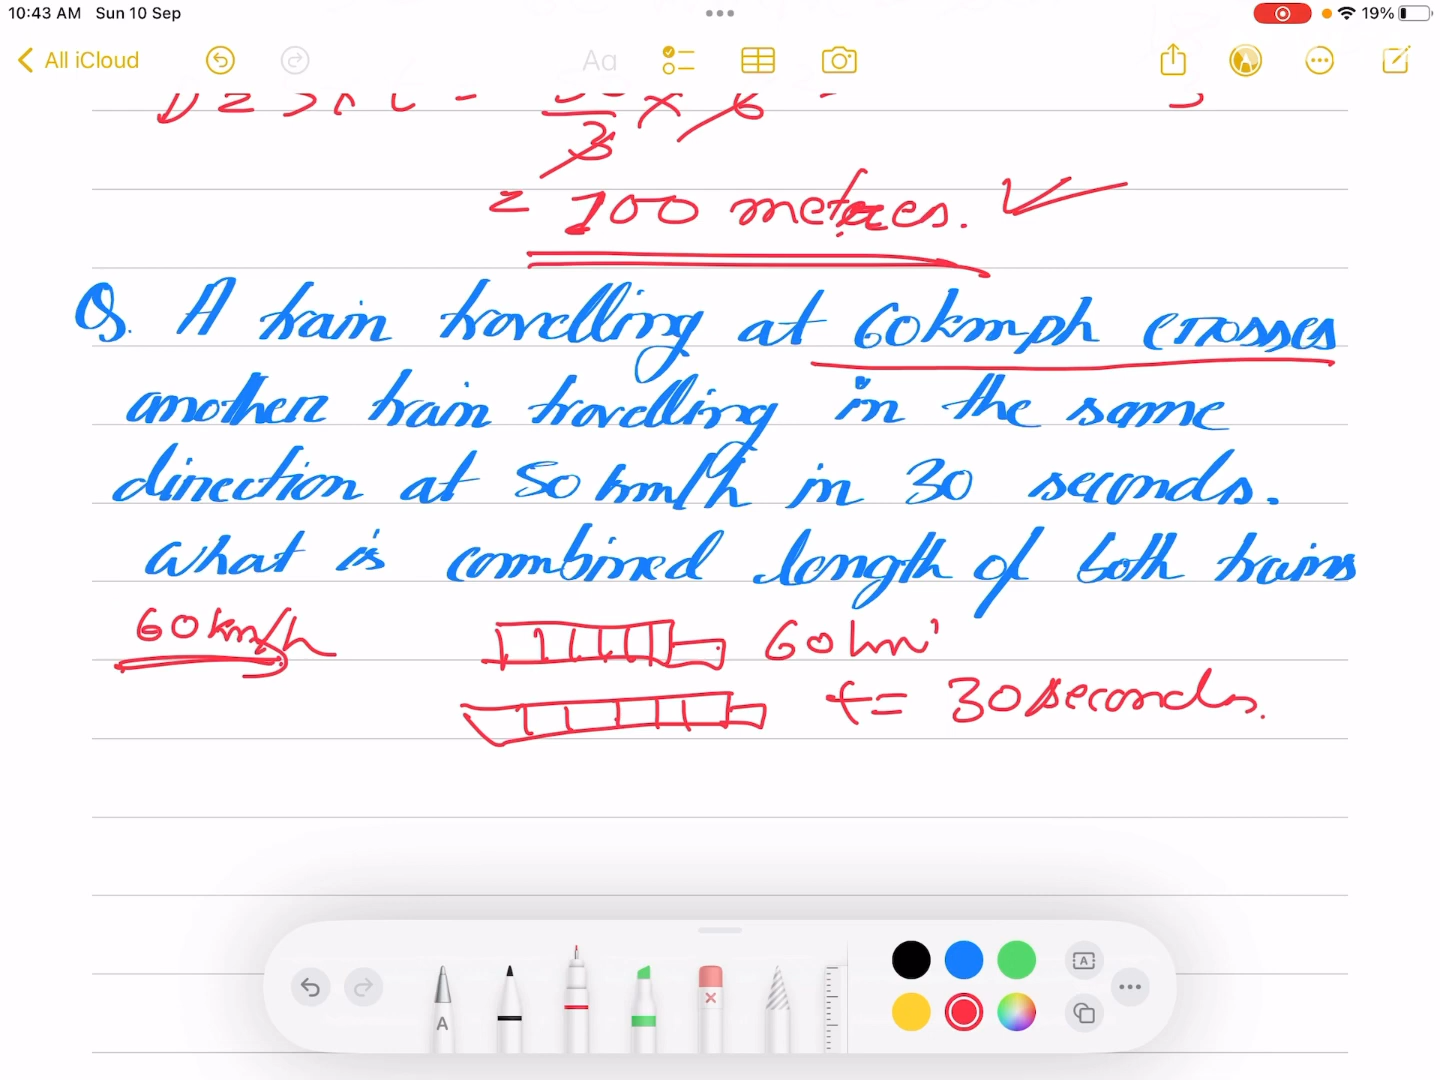 10:43 AM Sun 10 Sep
19%
All iCloud
Aa
= 100 metres.
Q. A train travelling at 60kmph crosses
another train travelling in the same
direction at 50 km/h in 30 seconds.
What is combined length of both trains
60km/h
60km
t = 30 seconds.
A
A